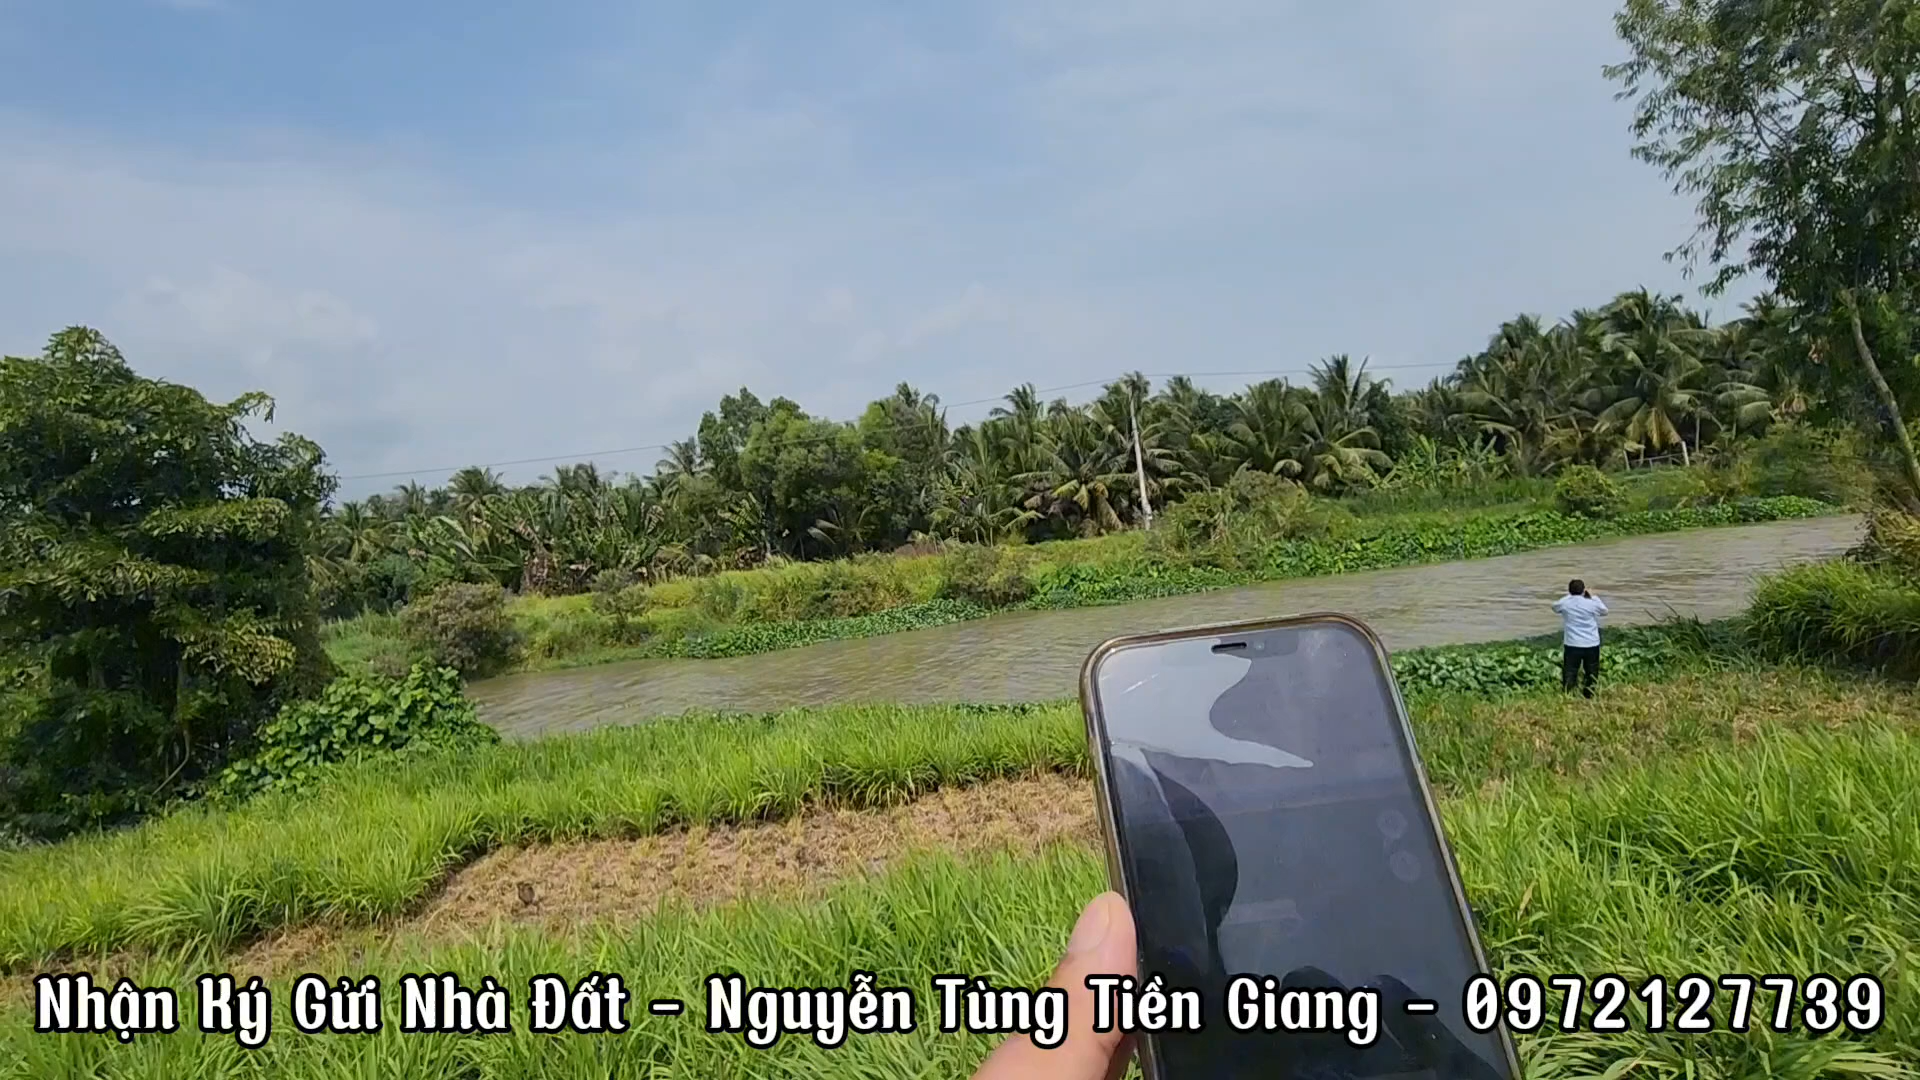 Nhận Ký Gửi Nhà Đất - Nguyễn Tùng Tiền Giang - 0972127739